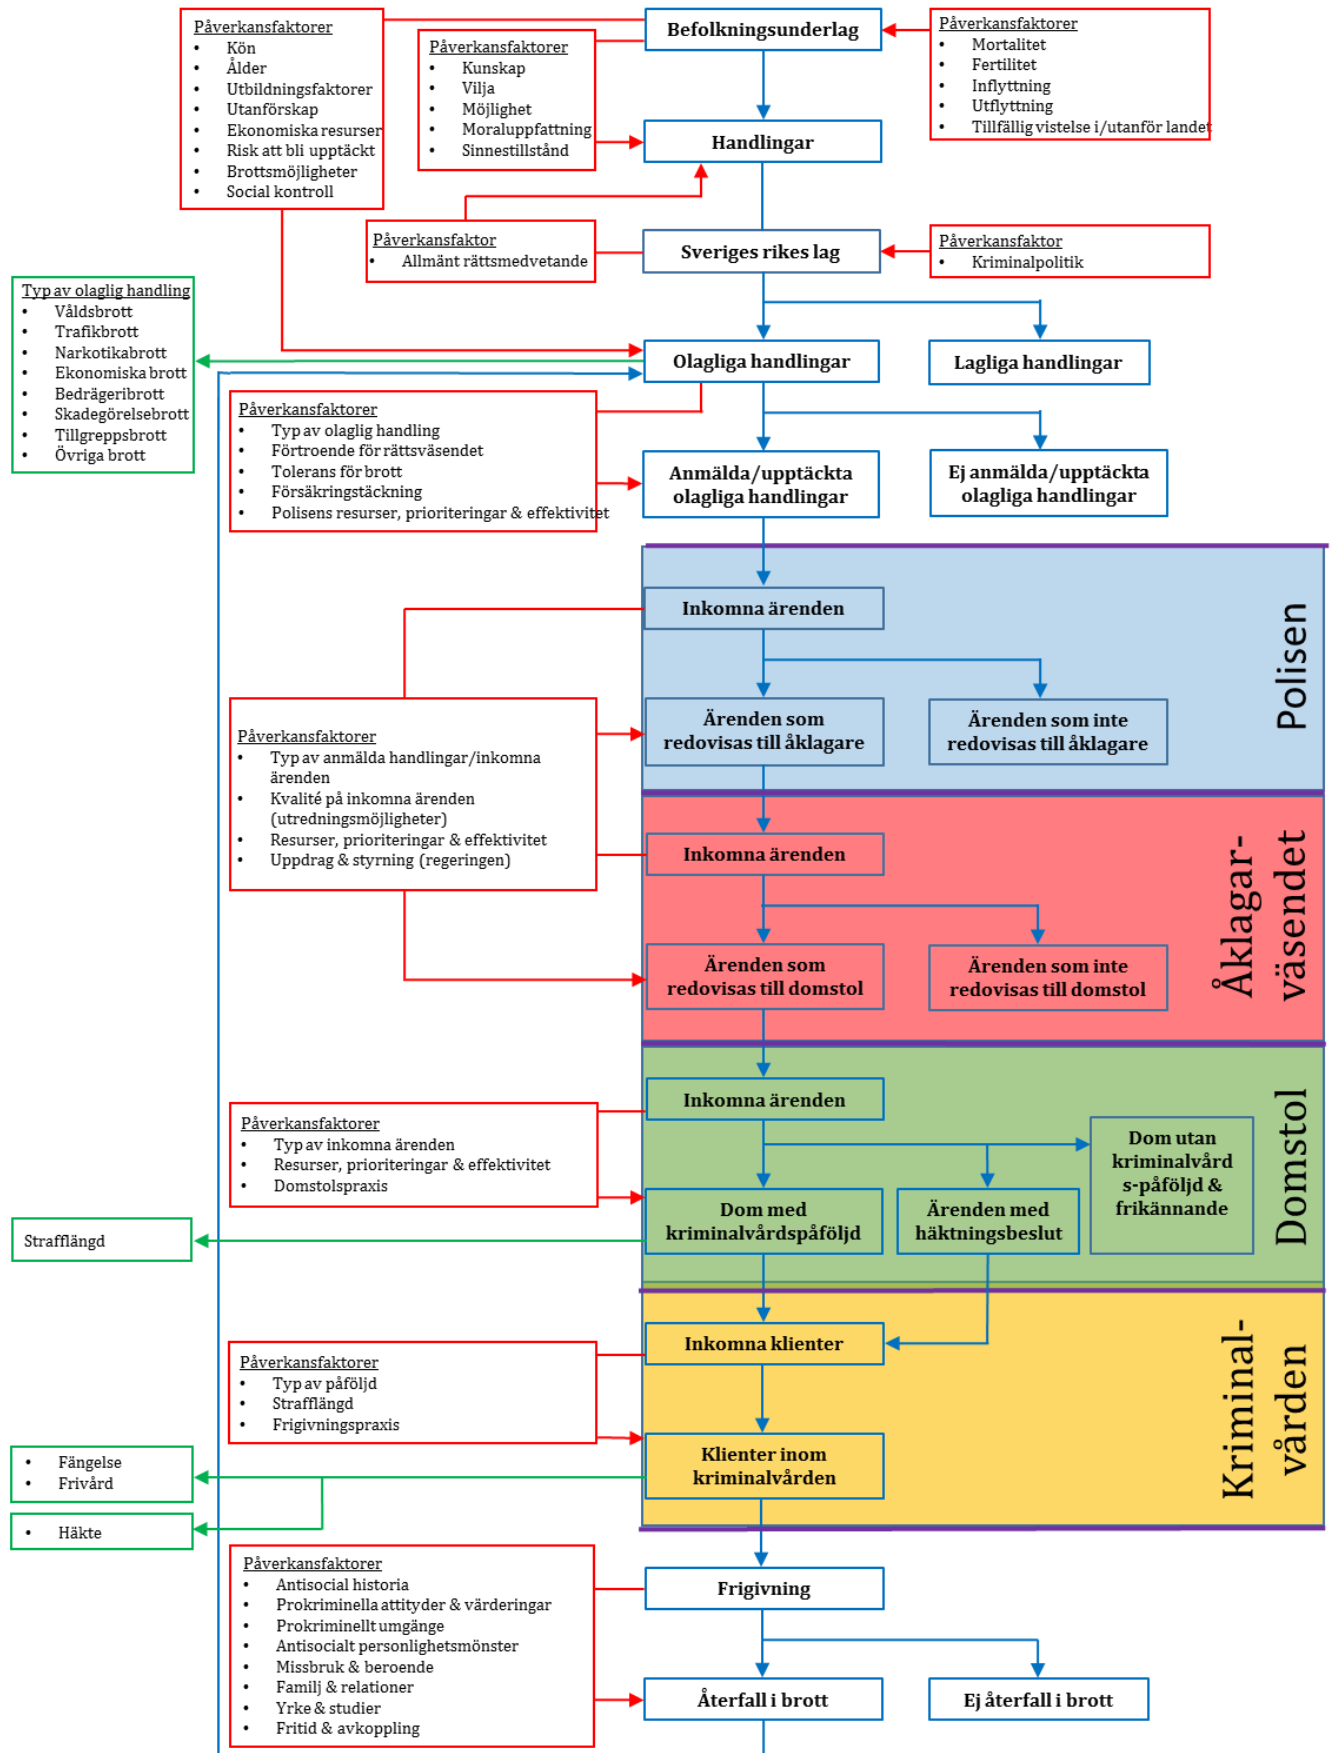 Befolkningsunderlag
Påverkansfaktorer
• Kön
• Ålder
• Utbildningsfaktorer
• Utanförskap
• Ekonomiska resurser
• Risk att bli upptäckt
• Brottsmöjligheter
• Social kontroll
Påverkansfaktorer
• Kunskap
• Vilja
• Möjlighet
• Moraluppfattning
• Sinnestillstånd
Påverkansfaktorer
• Mortalitet
• Fertilitet
• Inflyttning
• Utflyttning
• Tillfällig vistelse i/utanför landet
Handlingar
Påverkansfaktor
• Allmänt rättsmedvetande
Sveriges rikes lag
Påverkansfaktor
• Kriminalpolitik
Typ av olaglig handling
• Våldsbrott
• Trafikbrott
• Narkotikabrott
• Ekonomiska brott
• Bedrägeribrott
• Skadegörelsebrott
• Tillgreppsbrott
• Övriga brott
Olagliga handlingar
Lagliga handlingar
Påverkansfaktorer
• Typ av olaglig handling
• Förtroende för rättsväsendet
• Tolerans för brott
• Försäkringstäckning
• Polisens resurser, prioriteringar & effektivitet
Anmälda/upptäckta
olagliga handlingar
Ej anmälda/upptäckta
olagliga handlingar
Polisen
Inkomna ärenden
Ärenden som
redovisas till åklagare
Ärenden som inte
redovisas till åklagare
Påverkansfaktorer
• Typ av anmälda handlingar/inkomna
ärenden
• Kvalité på inkomna ärenden
(utredningsmöjligheter)
• Resurser, prioriteringar & effektivitet
• Uppdrag & styrning (regeringen)
Åklagar-
väsendet
Inkomna ärenden
Ärenden som
redovisas till domstol
Ärenden som inte
redovisas till domstol
Domstol
Inkomna ärenden
Påverkansfaktorer
• Typ av inkomna ärenden
• Resurser, prioriteringar & effektivitet
• Domstolspraxis
Dom med
kriminalvårdspåföljd
Ärenden med
häktningsbeslut
Dom utan
kriminalvård
s-påföljd &
frikännande
Strafflängd
Kriminal-
vården
Inkomna klienter
Påverkansfaktorer
• Typ av påföljd
• Strafflängd
• Frigivningspraxis
Klienter inom
kriminalvården
• Fängelse
• Frivård
• Häkte
Frigivning
Påverkansfaktorer
• Antisocial historia
• Prokriminella attityder & värderingar
• Prokriminellt umgänge
• Antisocialt personlighetsmönster
• Missbruk & beroende
• Familj & relationer
• Yrke & studier
• Fritid & avkoppling
Återfall i brott
Ej återfall i brott